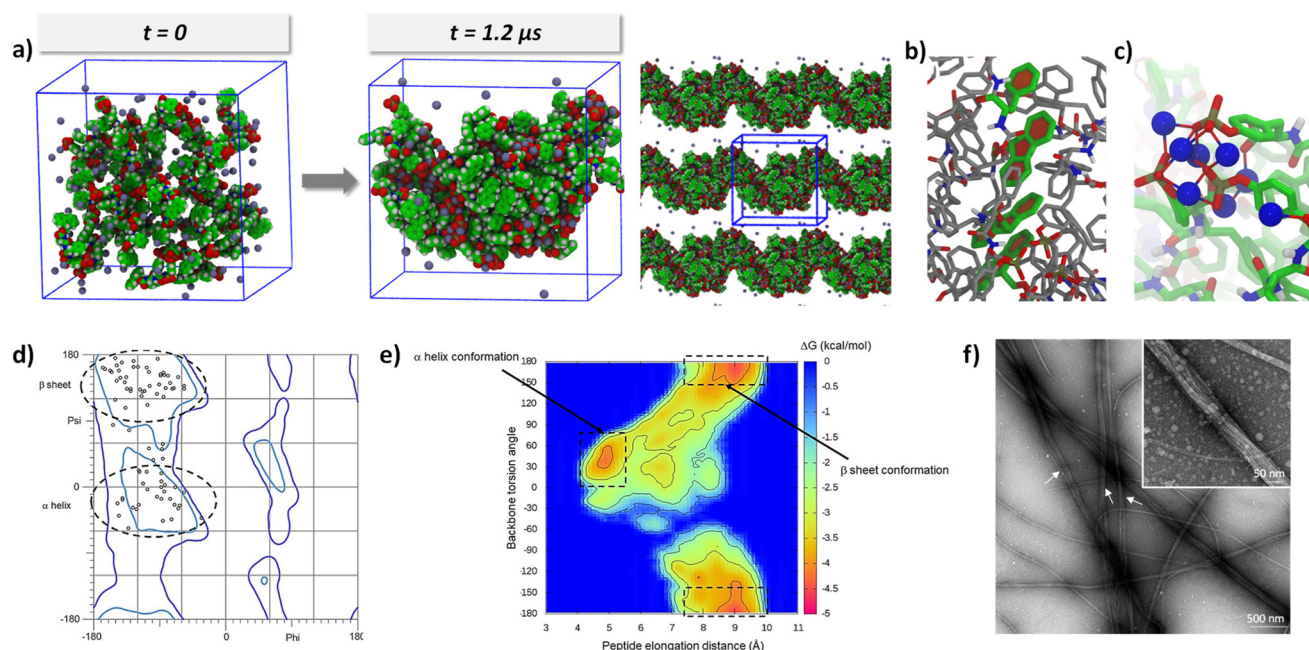 a)
t = 0
t = 1.2 µs
b)
c)
d)
180
β sheet
Psi
0
α helix
-180
-180
0
Phi
180
e)
α helix conformation
β sheet conformation
Backbone torsion angle
180
150
120
90
60
30
0
-30
-60
-90
-120
-150
-180
3
4
5
6
7
8
9
10
11
Peptide elongation distance (Å)
ΔG (kcal/mol)
0
-0.5
-1
-1.5
-2
-2.5
-3
-3.5
-4
-4.5
-5
f)
50 nm
500 nm